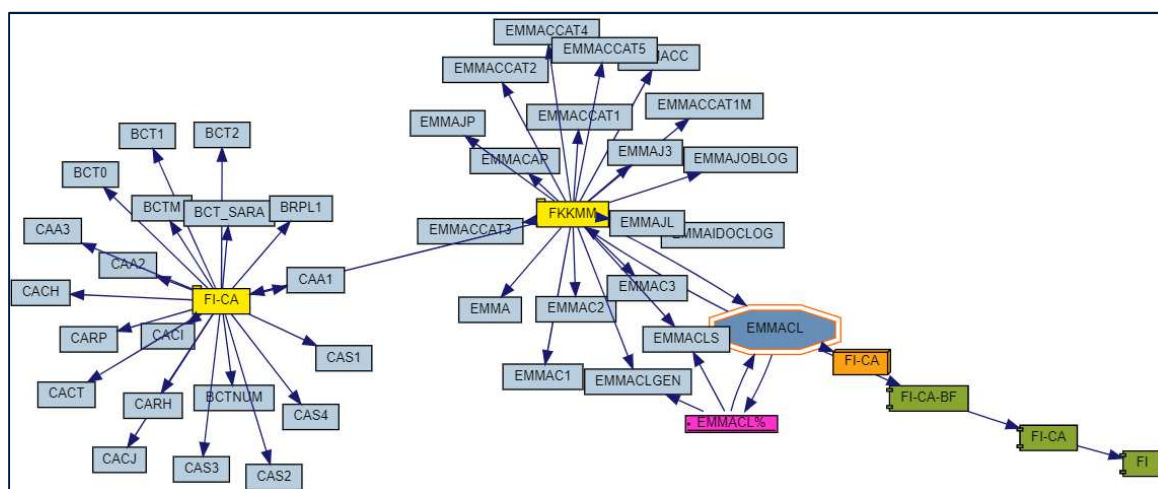 EMMACCAT4
EMMACCAT5
EMMACCAT2
MACC
EMMACCAT1M
EMMAJP
EMMACCAT1
BCT1
BCT2
EMMACAP
EMMAJ3
EMMAJOBLOG
BCT0
BCTM
BCT_SARA
BRPL1
FKKMM
CAA3
EMMACCAT3
EMMAJL
EMMAIDOCLOG
CAA2
CAA1
CACH
FI-CA
EMMAC3
EMMA
EMMAC2
EMMACL
CARP
CACI
EMMACLS
CAS1
FI-CA
CACT
BCTNUM
EMMAC1
EMMACLGEN
CARH
FI-CA-BF
CAS4
EMMACL%
CACJ
CAS3
CAS2
FI-CA
FI